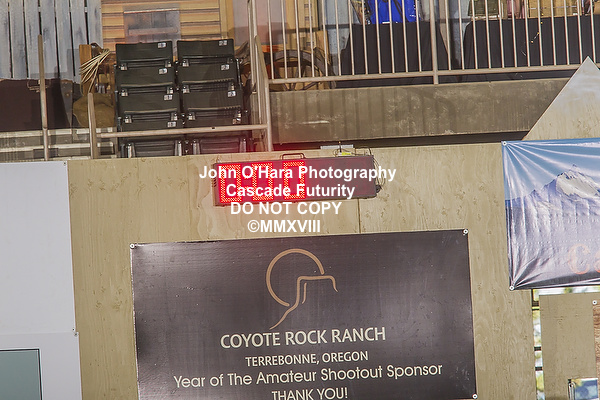 John O'Hara Photography
Cascade Futurity
DO NOT COPY
©MMXVIII
COYOTE ROCK RANCH
TERREBONNE, OREGON
Year of The Amateur Shootout Sponsor
THANK YOU!